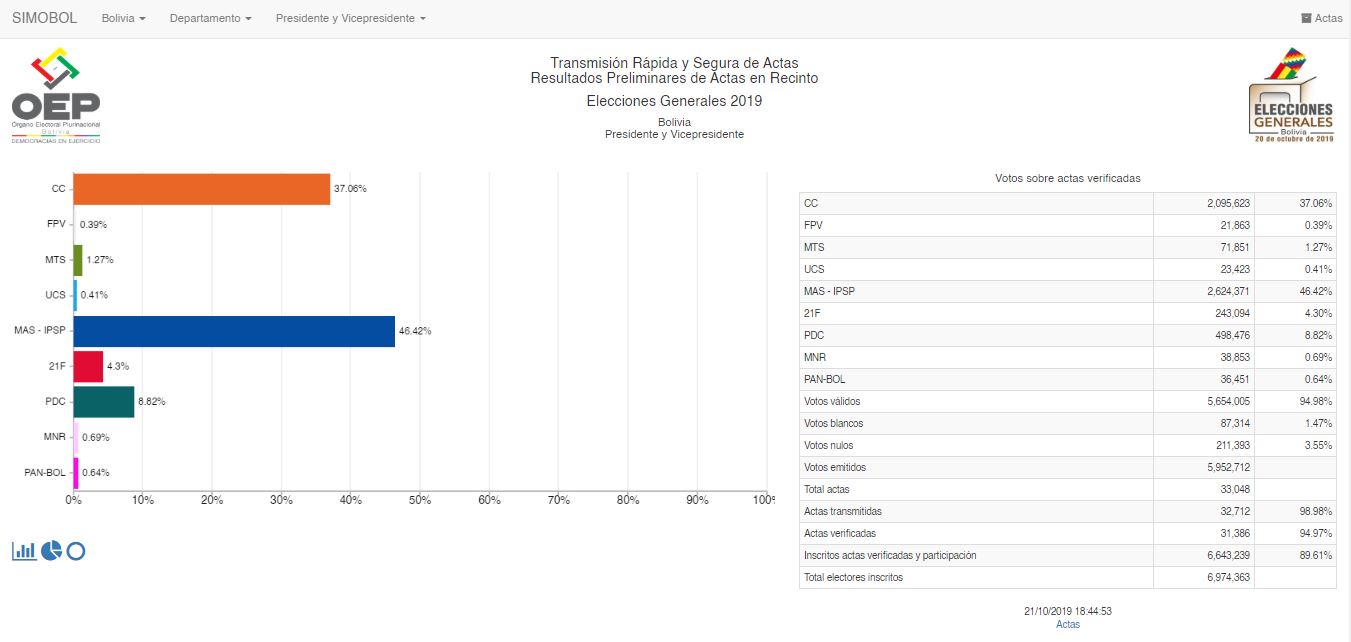 SIMOBOL Bolivia Departamento Presidente y Vicepresidente Actas
OEP
Órgano Electoral Plurinacional
Bolivia
DEMOCRACIAS EN EJERCICIO
Transmisión Rápida y Segura de Actas
Resultados Preliminares de Actas en Recinto
Elecciones Generales 2019
Bolivia
Presidente y Vicepresidente
ELECCIONES
GENERALES
Bolivia
20 de octubre de 2019
CC 37.06%
FPV 0.39%
MTS 1.27%
UCS 0.41%
MAS - IPSP 46.42%
21F 4.3%
PDC 8.82%
MNR 0.69%
PAN-BOL 0.64%
0% 10% 20% 30% 40% 50% 60% 70% 80% 90% 100%
Votos sobre actas verificadas
CC 2,095,623 37.06%
FPV 21,863 0.39%
MTS 71,851 1.27%
UCS 23,423 0.41%
MAS - IPSP 2,624,371 46.42%
21F 243,094 4.30%
PDC 498,476 8.82%
MNR 38,853 0.69%
PAN-BOL 36,451 0.64%
Votos válidos 5,654,005 94.98%
Votos blancos 87,314 1.47%
Votos nulos 211,393 3.55%
Votos emitidos 5,952,712
Total actas 33,048
Actas transmitidas 32,712 98.98%
Actas verificadas 31,386 94.97%
Inscritos actas verificadas y participación 6,643,239 89.61%
Total electores inscritos 6,974,363
21/10/2019 18:44:53
Actas